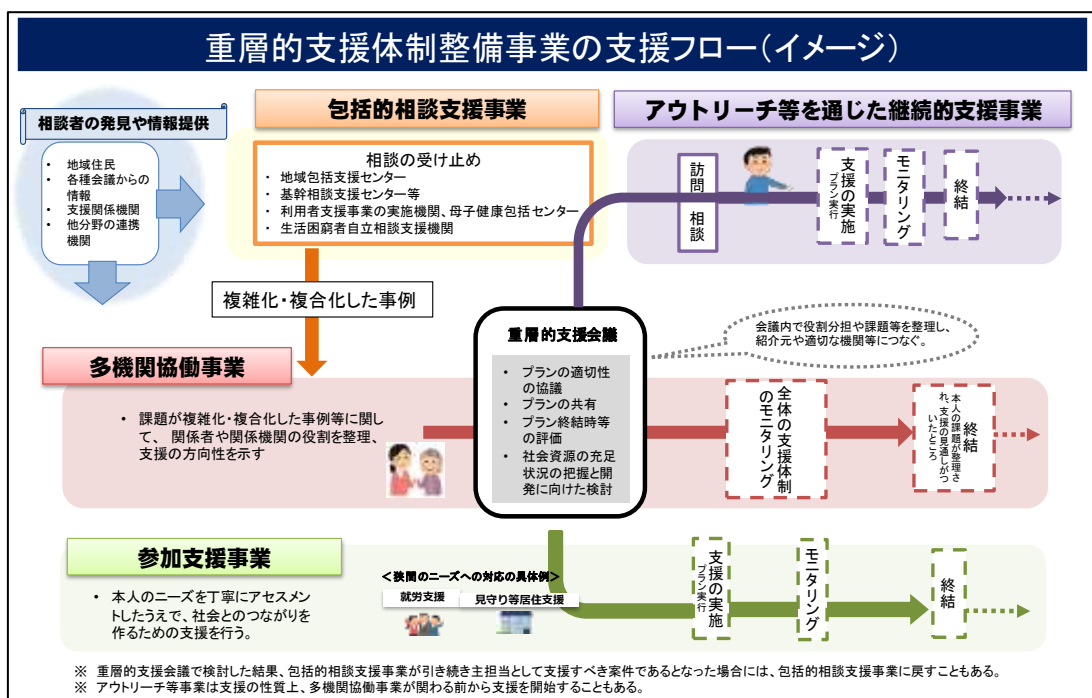 重層的支援体制整備事業の支援フロー(イメージ)
相談者の発見や情報提供
・ 地域住民
・ 各種会議からの
情報
・ 支援関係機関
・ 他分野の連携
機関
包括的相談支援事業
相談の受け止め
・ 地域包括支援センター
・ 基幹相談支援センター等
・ 利用者支援事業の実施機関、母子健康包括センター
・ 生活困窮者自立相談支援機関
複雑化・複合化した事例
アウトリーチ等を通じた継続的支援事業
訪問 相談
支援の実施
プラン実行
モニタリング
終結
重層的支援会議
・ プランの適切性
の協議
・ プランの共有
・ プラン終結時等
の評価
・ 社会資源の充足
状況の把握と開
発に向けた検討
会議内で役割分担や課題等を整理し、
紹介元や適切な機関等につなぐ。
多機関協働事業
・ 課題が複雑化・複合化した事例等に関し
て、 関係者や関係機関の役割を整理、
支援の方向性を示す
全体の支援体制
のモニタリング
終結
本人の課題が整理さ
れ、支援の見通しがつ
いたところ
参加支援事業
・ 本人のニーズを丁寧にアセスメン
トしたうえで、社会とのつながりを
作るための支援を行う。
<狭間のニーズへの対応の具体例>
就労支援
見守り等居住支援
支援の実施
プラン実行
モニタリング
終結
※ 重層的支援会議で検討した結果、包括的相談支援事業が引き続き主担当として支援すべき案件であるとなった場合には、包括的相談支援事業に戻すこともある。
※ アウトリーチ等事業は支援の性質上、多機関協働事業が関わる前から支援を開始することもある。